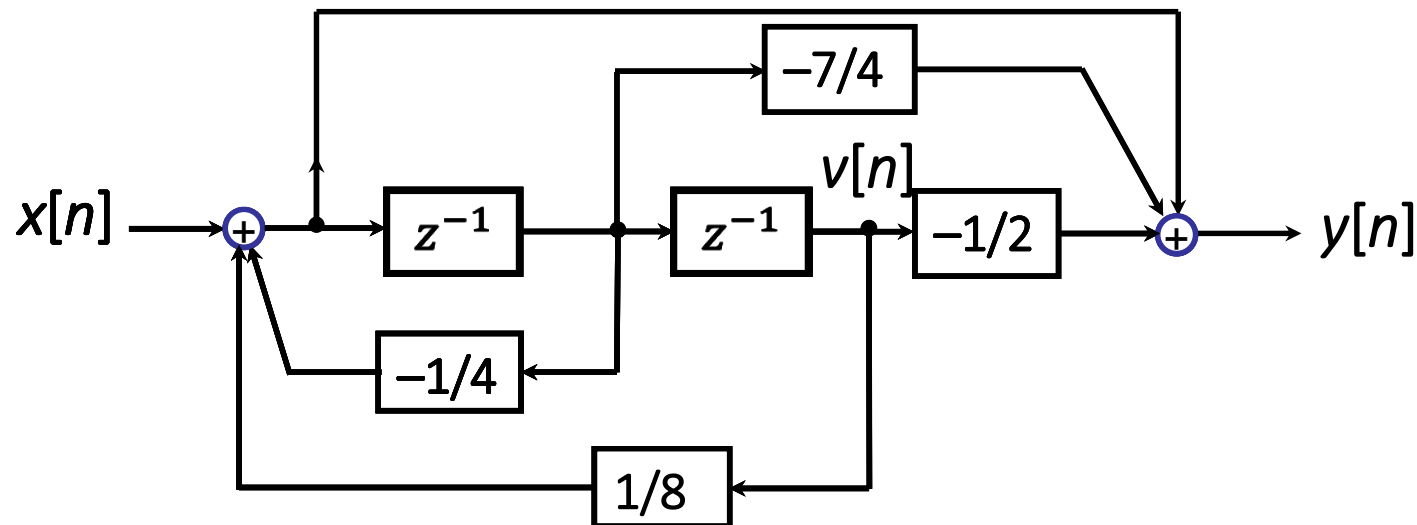 –7/4
v[n]
x[n]
+
z⁻¹
z⁻¹
–1/2
+
y[n]
–1/4
1/8